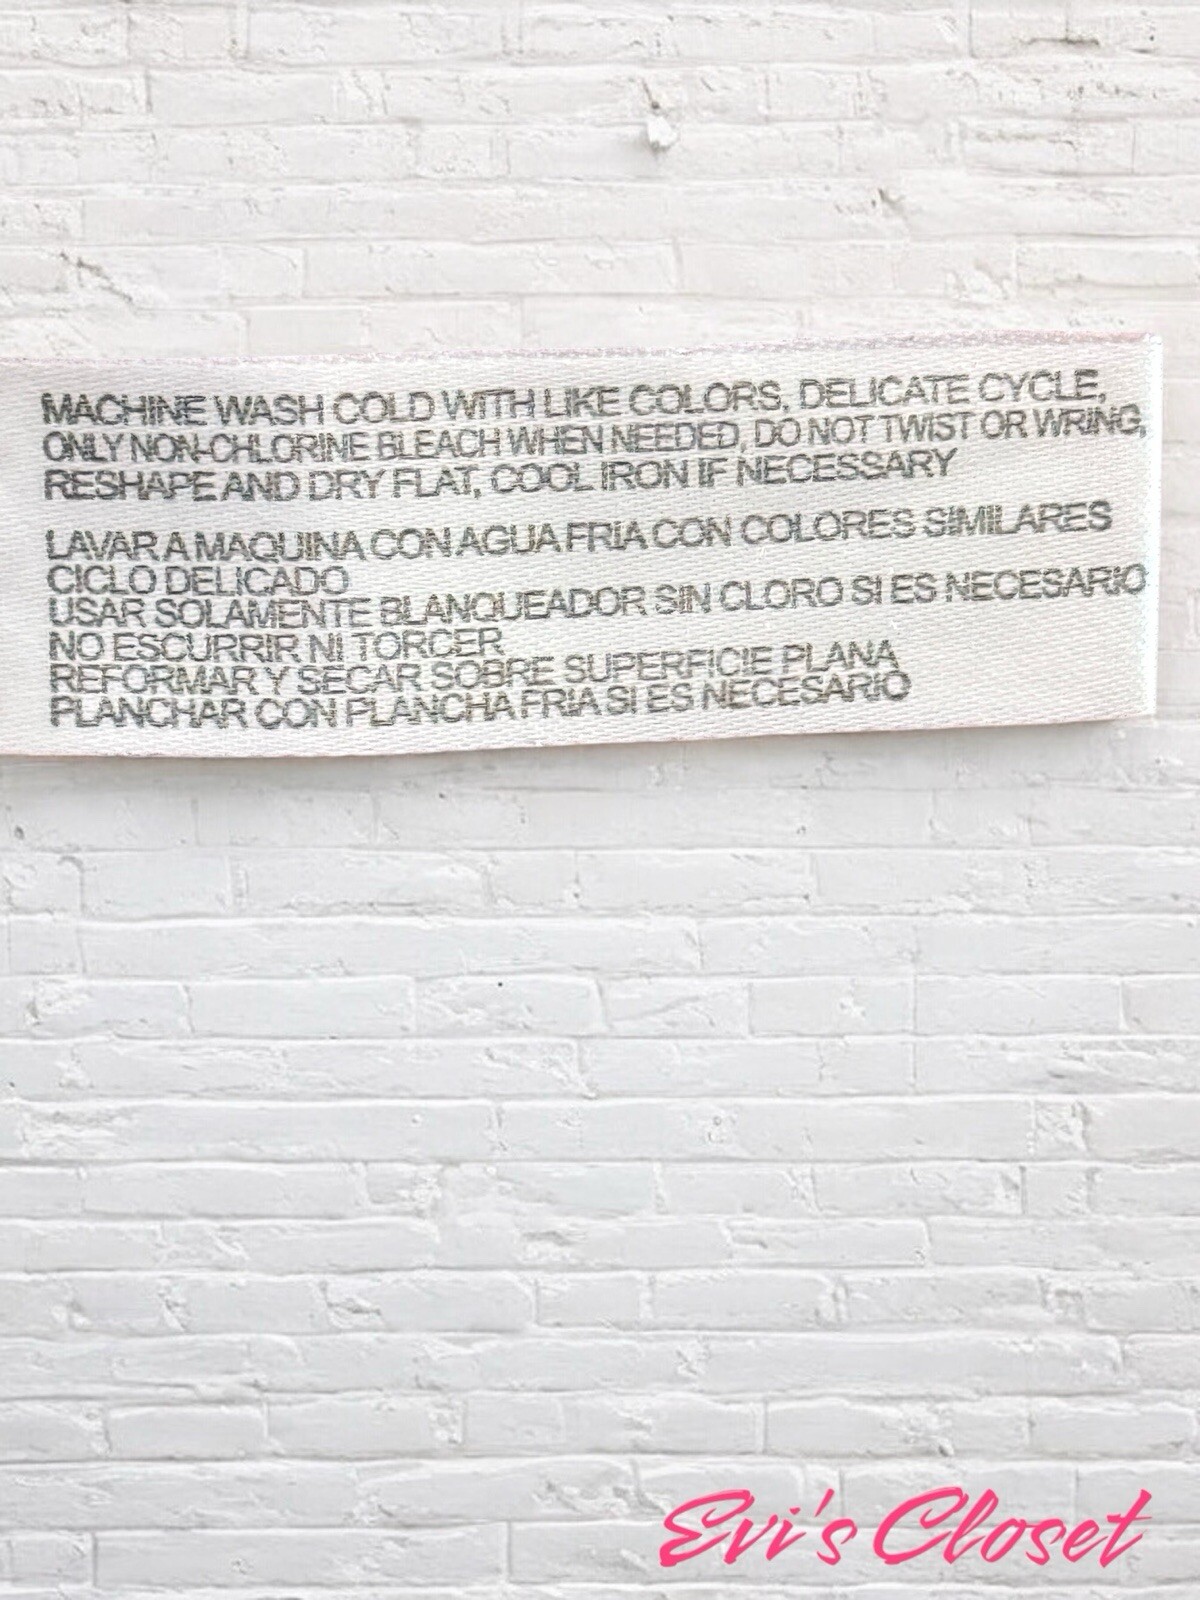 MACHINE WASH COLD WITH LIKE COLORS, DELICATE CYCLE,
ONLY NON-CHLORINE BLEACH WHEN NEEDED, DO NOT TWIST OR WRING,
RESHAPE AND DRY FLAT, COOL IRON IF NECESSARY
LAVAR A MAQUINA CON AGUA FRIA CON COLORES SIMILARES
CICLO DELICADO
USAR SOLAMENTE BLANQUEADOR SIN CLORO SI ES NECESARIO
NO ESCURRIR NI TORCER
REFORMAR Y SECAR SOBRE SUPERFICIE PLANA
PLANCHAR CON PLANCHA FRIA SI ES NECESARIO
Evi's Closet